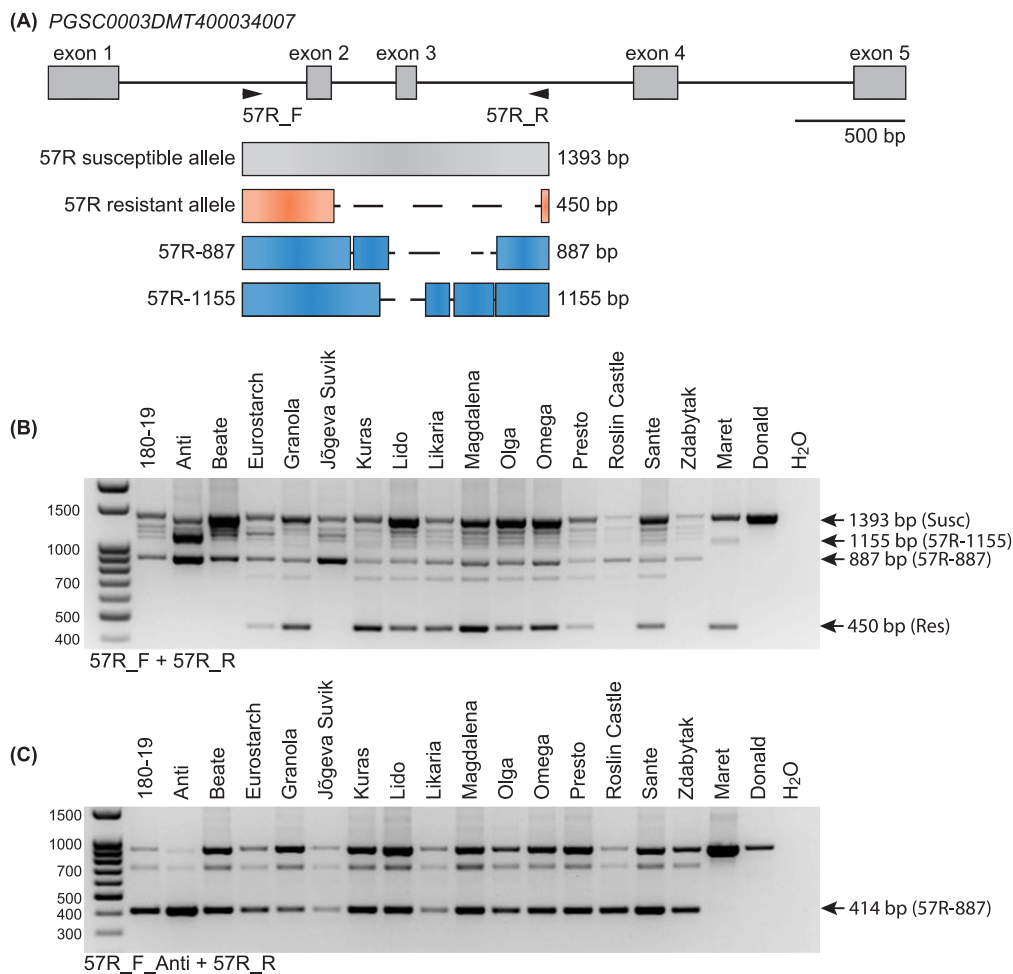 (A) PGSC0003DMT400034007
exon 1 exon 2 exon 3 exon 4 exon 5
57R_F 57R_R
500 bp
57R susceptible allele 1393 bp
57R resistant allele 450 bp
57R-887 887 bp
57R-1155 1155 bp
(B)
180-19 Anti Beate Eurostarch Granola Jõgeva Suvik Kuras Lido Likaria Magdalena Olga Omega Presto Roslin Castle Sante Zdabytak Maret Donald H₂O
1500
1000
700
500
400
1393 bp (Susc)
1155 bp (57R-1155)
887 bp (57R-887)
450 bp (Res)
57R_F + 57R_R
(C)
180-19 Anti Beate Eurostarch Granola Jõgeva Suvik Kuras Lido Likaria Magdalena Olga Omega Presto Roslin Castle Sante Zdabytak Maret Donald H₂O
1500
1000
700
500
400
300
414 bp (57R-887)
57R_F_Anti + 57R_R